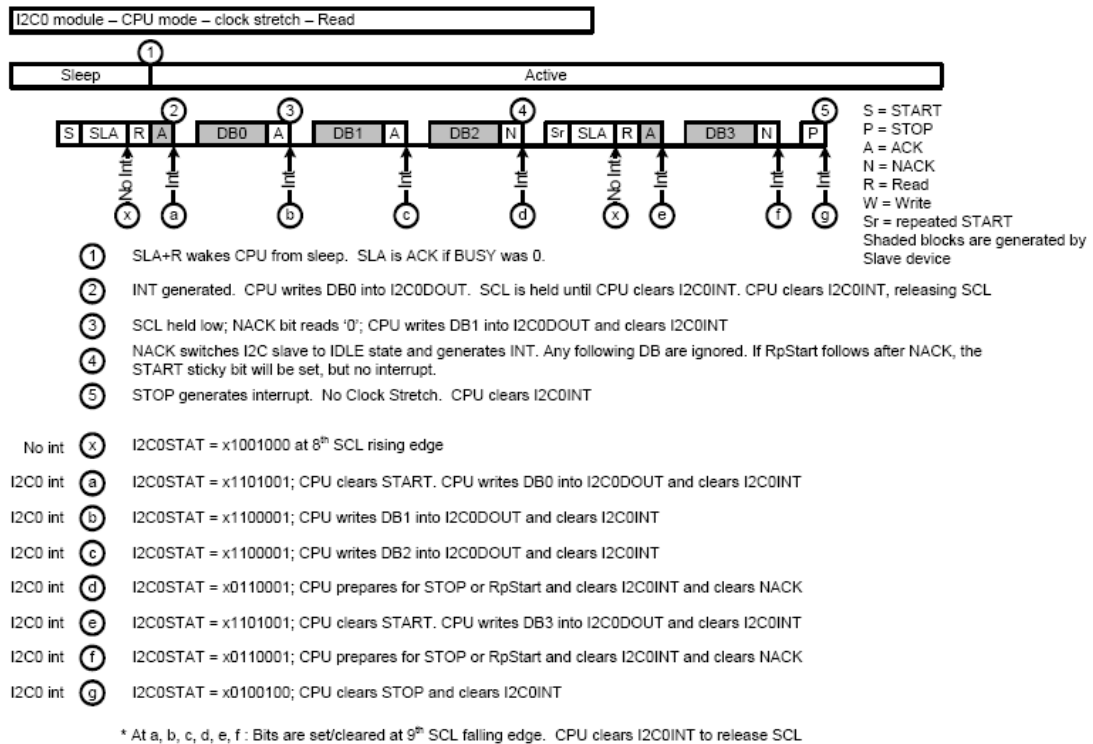 I2C0 module – CPU mode – clock stretch – Read
1
Sleep Active
2 3 4 5
S SLA R A DB0 A DB1 A DB2 N Sr SLA R A DB3 N P
No Int Int Int Int Int No Int Int Int Int
x a b c d x e f g
S = START
P = STOP
A = ACK
N = NACK
R = Read
W = Write
Sr = repeated START
Shaded blocks are generated by
Slave device
1 SLA+R wakes CPU from sleep. SLA is ACK if BUSY was 0.
2 INT generated. CPU writes DB0 into I2C0DOUT. SCL is held until CPU clears I2C0INT. CPU clears I2C0INT, releasing SCL
3 SCL held low; NACK bit reads '0'; CPU writes DB1 into I2C0DOUT and clears I2C0INT
4 NACK switches I2C slave to IDLE state and generates INT. Any following DB are ignored. If RpStart follows after NACK, the
START sticky bit will be set, but no interrupt.
5 STOP generates interrupt. No Clock Stretch. CPU clears I2C0INT
No int x I2C0STAT = x1001000 at 8th SCL rising edge
I2C0 int a I2C0STAT = x1101001; CPU clears START. CPU writes DB0 into I2C0DOUT and clears I2C0INT
I2C0 int b I2C0STAT = x1100001; CPU writes DB1 into I2C0DOUT and clears I2C0INT
I2C0 int c I2C0STAT = x1100001; CPU writes DB2 into I2C0DOUT and clears I2C0INT
I2C0 int d I2C0STAT = x0110001; CPU prepares for STOP or RpStart and clears I2C0INT and clears NACK
I2C0 int e I2C0STAT = x1101001; CPU clears START. CPU writes DB3 into I2C0DOUT and clears I2C0INT
I2C0 int f I2C0STAT = x0110001; CPU prepares for STOP or RpStart and clears I2C0INT and clears NACK
I2C0 int g I2C0STAT = x0100100; CPU clears STOP and clears I2C0INT
* At a, b, c, d, e, f : Bits are set/cleared at 9th SCL falling edge. CPU clears I2C0INT to release SCL